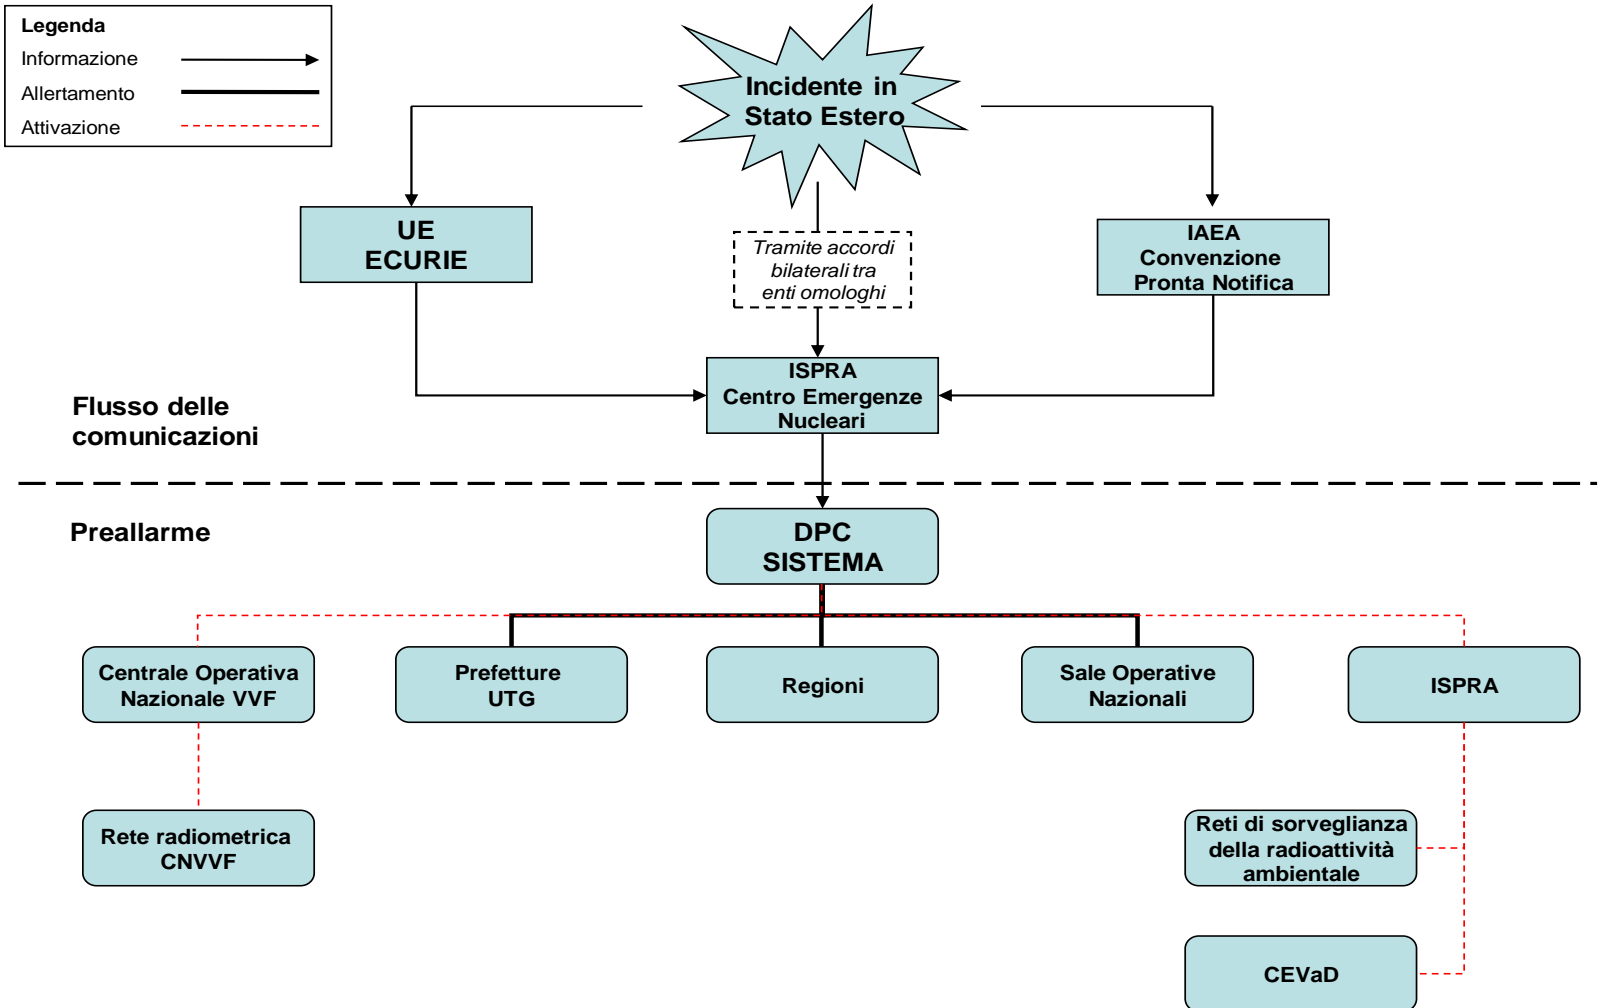 Legenda
Informazione
Allertamento
Attivazione
Incidente in
Stato Estero
UE
ECURIE
Tramite accordi
bilaterali tra
enti omologhi
IAEA
Convenzione
Pronta Notifica
ISPRA
Centro Emergenze
Nucleari
Flusso delle
comunicazioni
Preallarme
DPC
SISTEMA
Centrale Operativa
Nazionale VVF
Prefetture
UTG
Regioni
Sale Operative
Nazionali
ISPRA
Rete radiometrica
CNVVF
Reti di sorveglianza
della radioattività
ambientale
CEVaD